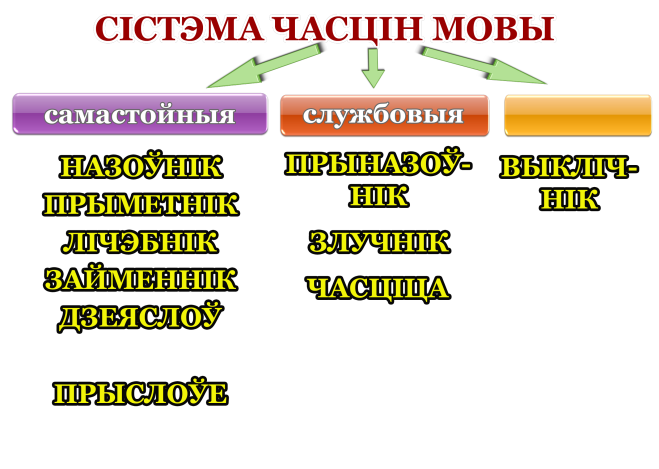 СІСТЭМА ЧАСЦІН МОВЫ
самастойныя
НАЗОЎНІК
ПРЫМЕТНІК
ЛІЧЭБНІК
ЗАЙМЕННІК
ДЗЕЯСЛОЎ
ПРЫСЛОЎЕ
службовыя
ПРЫНАЗОЎ-
НІК
ЗЛУЧНІК
ЧАСЦІЦА
ВЫКЛІЧ-
НІК